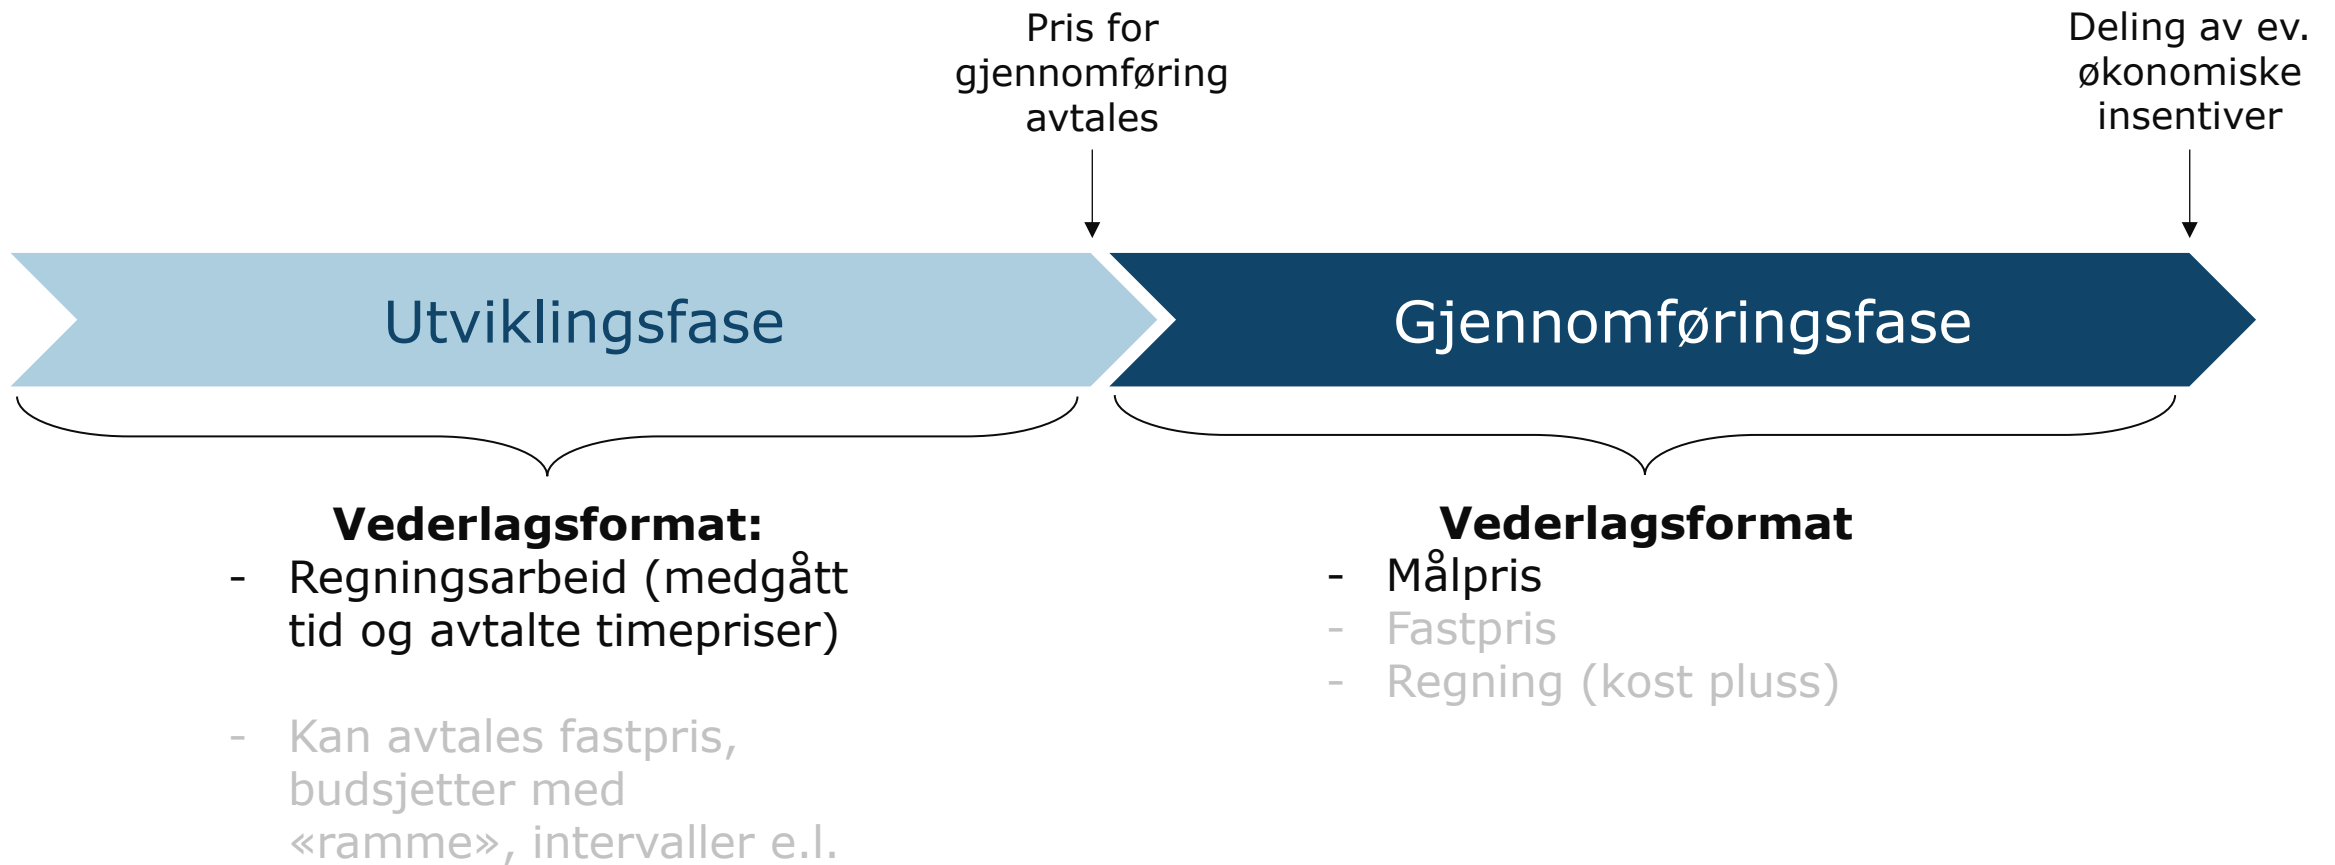 Pris for
gjennomføring
avtales
Deling av ev.
økonomiske
insentiver
Utviklingsfase
Gjennomføringsfase
Vederlagsformat:
- Regningsarbeid (medgått
tid og avtalte timepriser)
- Kan avtales fastpris,
budsjetter med
«ramme», intervaller e.l.
Vederlagsformat
- Målpris
- Fastpris
- Regning (kost pluss)